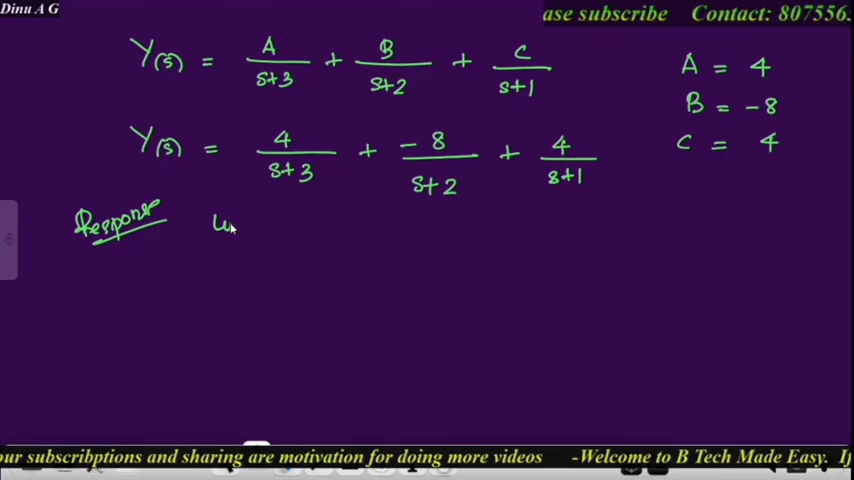 Dinu A G
ase subscribe Contact: 807556
Y(s) = A/(s+3) + B/(s+2) + C/(s+1)
A = 4
B = -8
C = 4
Y(s) = 4/(s+3) + -8/(s+2) + 4/(s+1)
Response
our subscribptions and sharing are motivation for doing more videos -Welcome to B Tech Made Easy. If